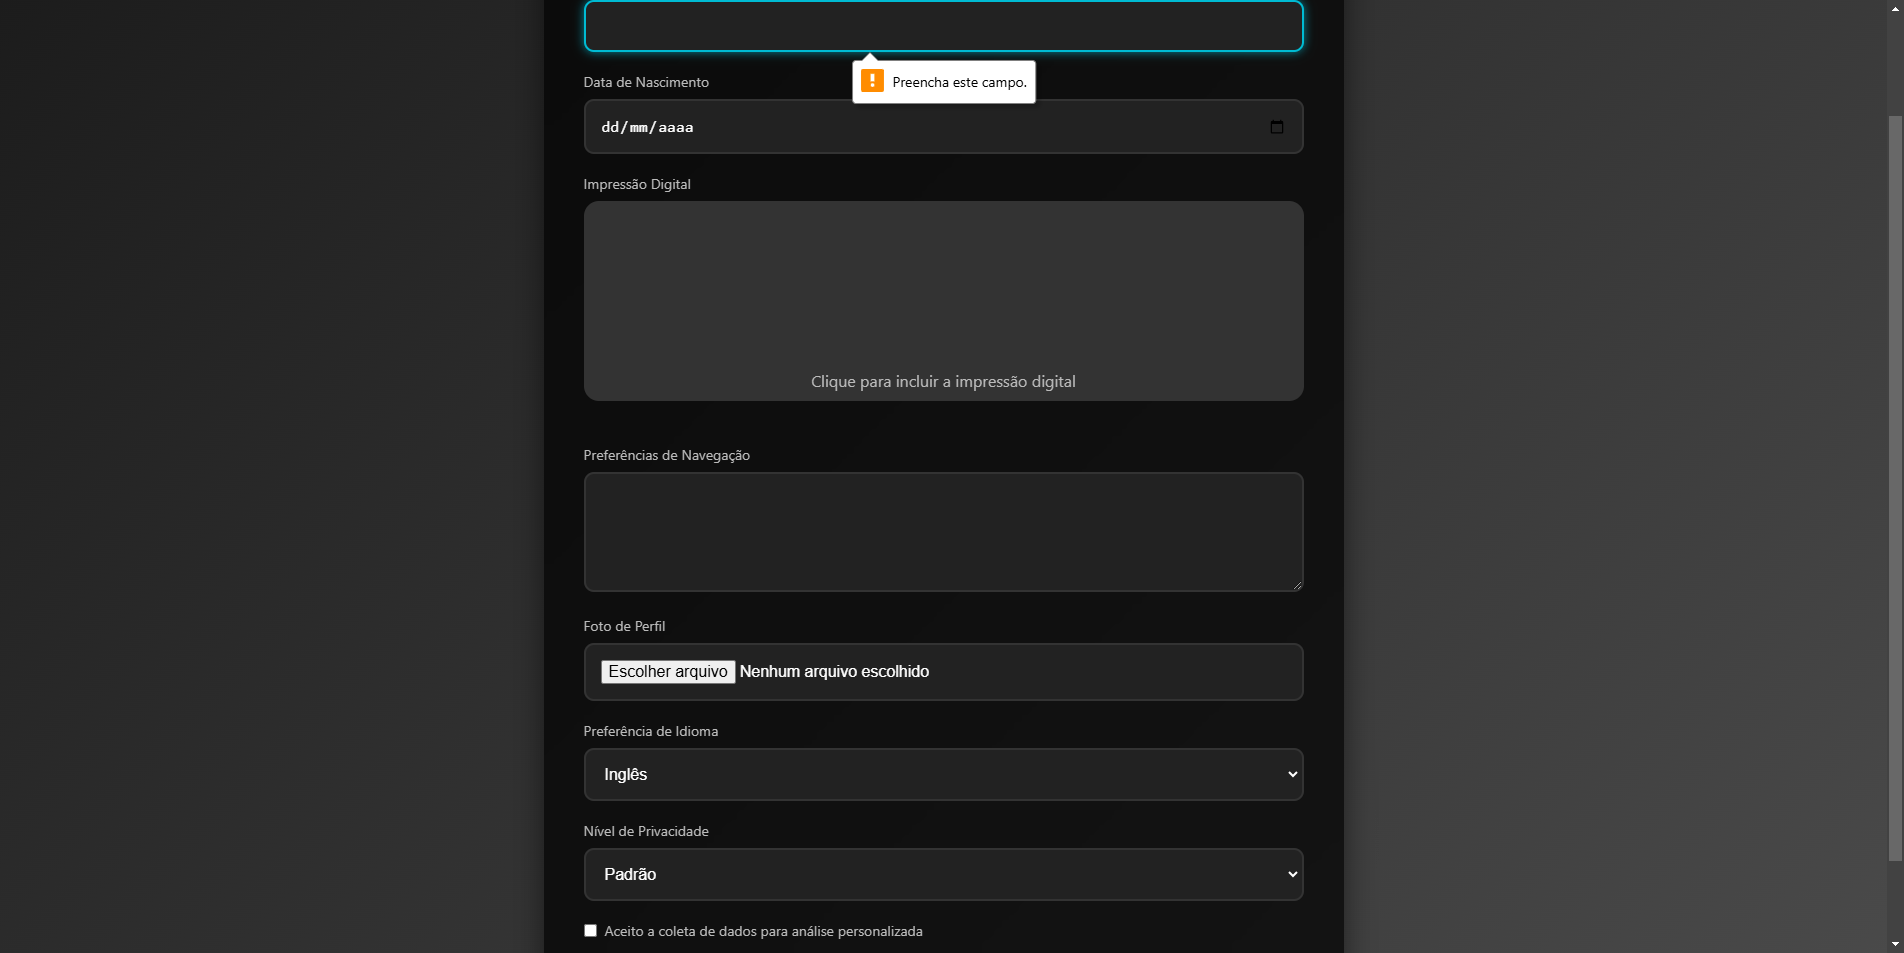 Preencha este campo.
Data de Nascimento
dd/mm/aaaa
Impressão Digital
Clique para incluir a impressão digital
Preferências de Navegação
Foto de Perfil
Escolher arquivo Nenhum arquivo escolhido
Preferência de Idioma
Inglês
Nível de Privacidade
Padrão
Aceito a coleta de dados para análise personalizada